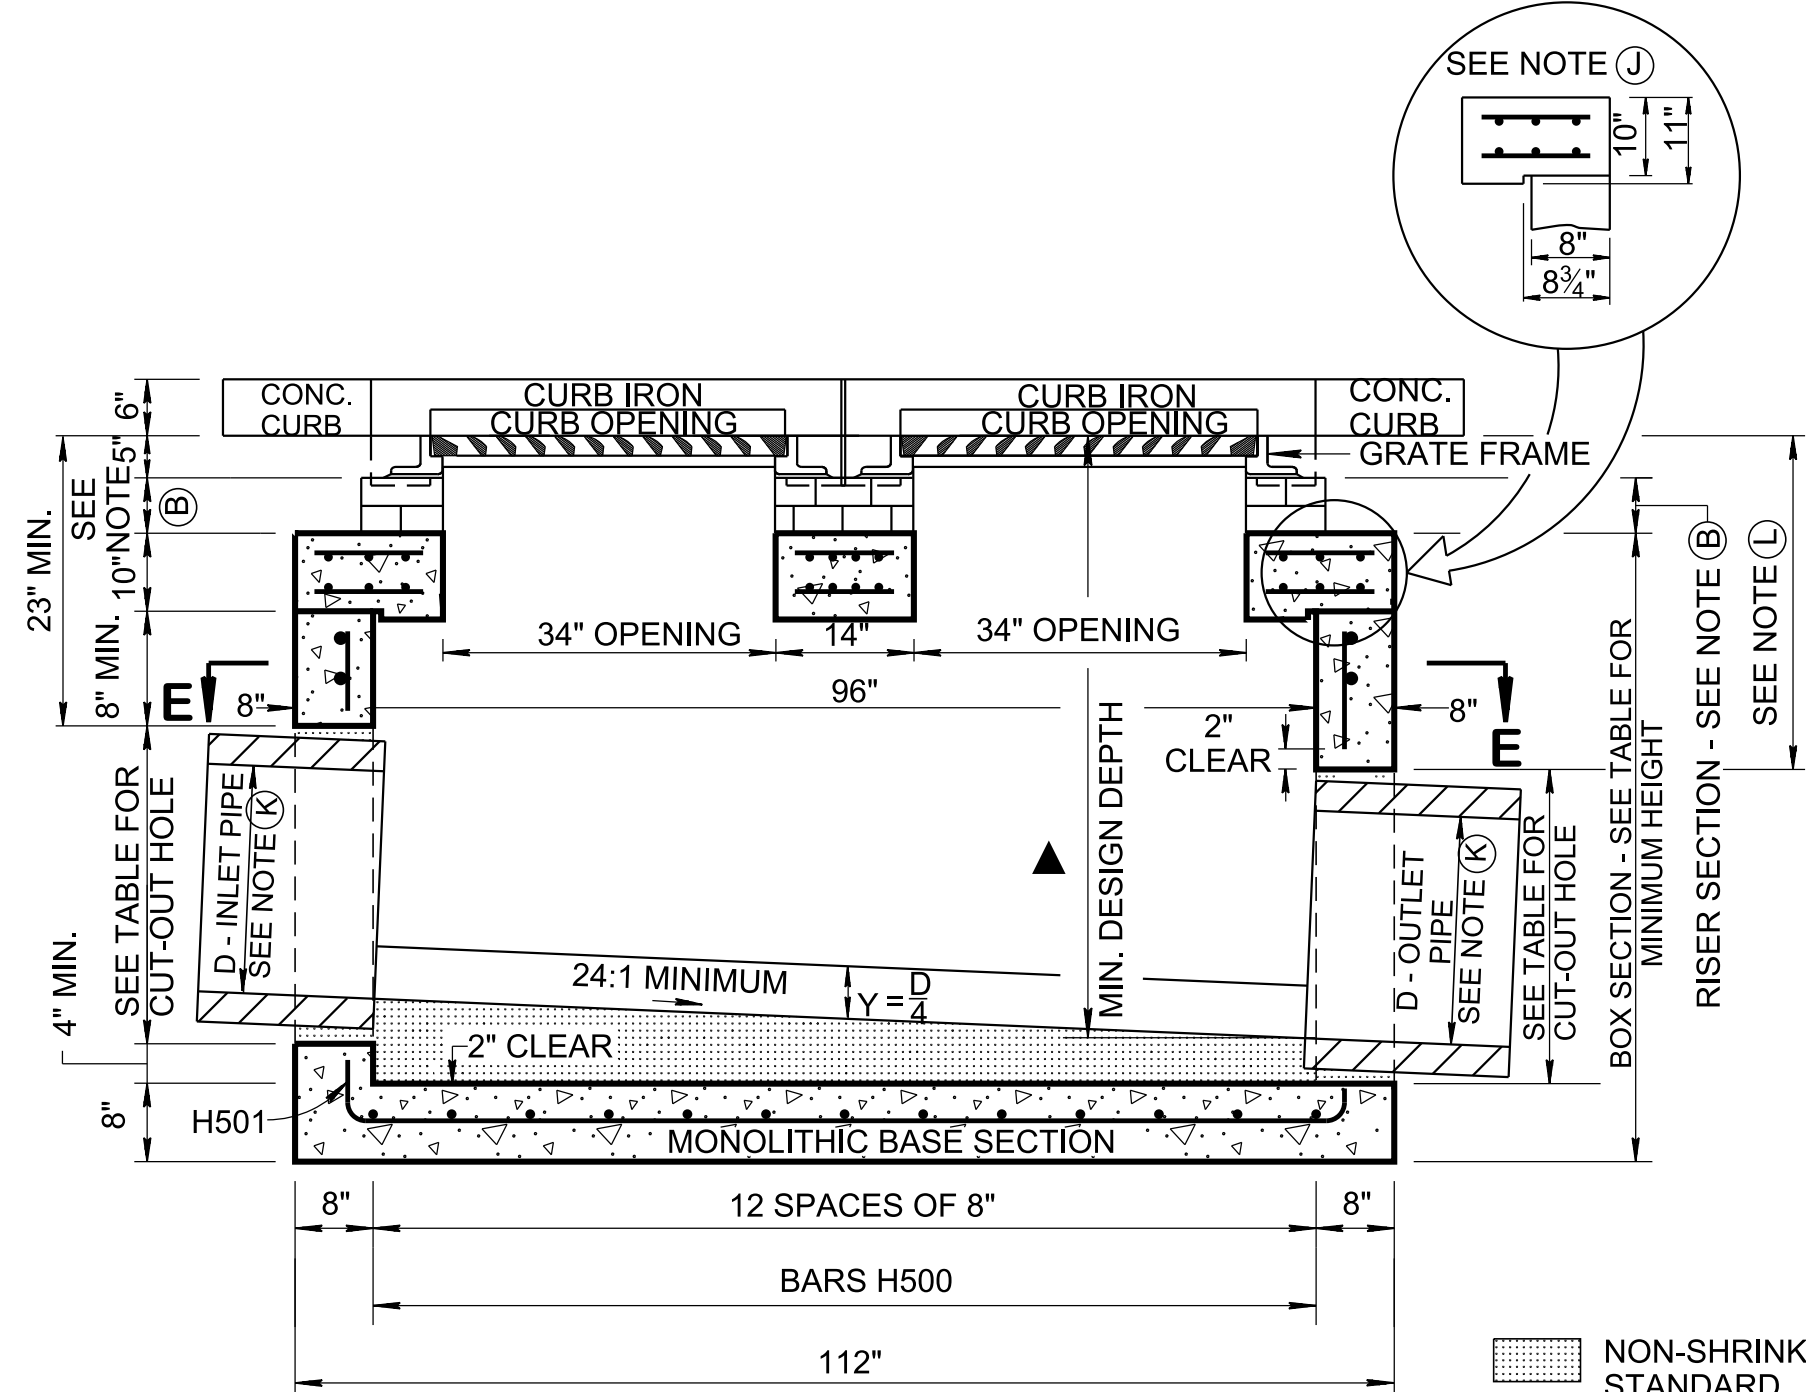 SEE NOTE J
10"
11"
8"
8¾"
CONC.
CURB
CURB IRON
CURB OPENING
CURB IRON
CURB OPENING
CONC.
CURB
GRATE FRAME
6"
5"
SEE
NOTE
B
10"
23" MIN.
8" MIN.
34" OPENING
14"
34" OPENING
96"
8"
8"
E
E
2"
CLEAR
MIN. DESIGN DEPTH
SEE TABLE FOR
CUT-OUT HOLE
D - INLET PIPE
SEE NOTE K
4" MIN.
24:1 MINIMUM
Y = D
4
D - OUTLET
PIPE
SEE NOTE K
SEE TABLE FOR
CUT-OUT HOLE
BOX SECTION - SEE TABLE FOR
MINIMUM HEIGHT
RISER SECTION - SEE NOTE B
SEE NOTE L
2" CLEAR
8"
H501
MONOLITHIC BASE SECTION
8"
12 SPACES OF 8"
8"
BARS H500
112"
NON-SHRINK
STANDARD